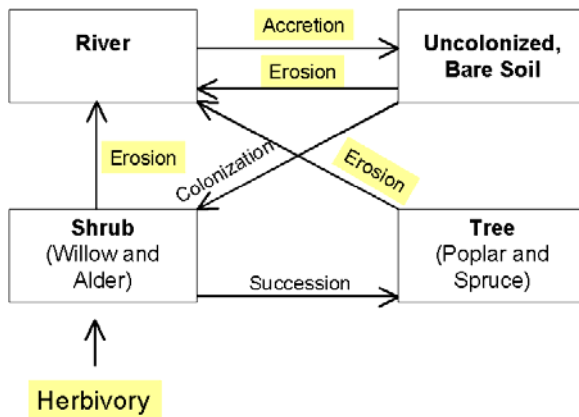 River
Accretion
Uncolonized,
Bare Soil
Erosion
Erosion
Colonization
Erosion
Shrub
(Willow and
Alder)
Tree
(Poplar and
Spruce)
Succession
Herbivory